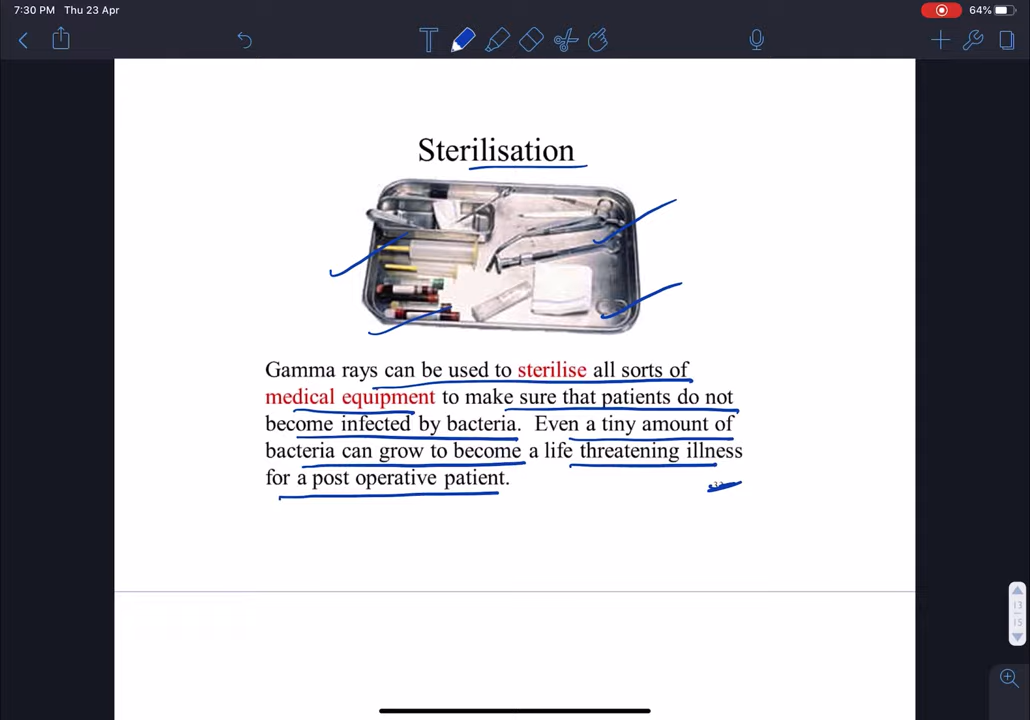 7:30 PM Thu 23 Apr
64%
T
Sterilisation
Gamma rays can be used to sterilise all sorts of
medical equipment to make sure that patients do not
become infected by bacteria. Even a tiny amount of
bacteria can grow to become a life threatening illness
for a post operative patient.
13
15